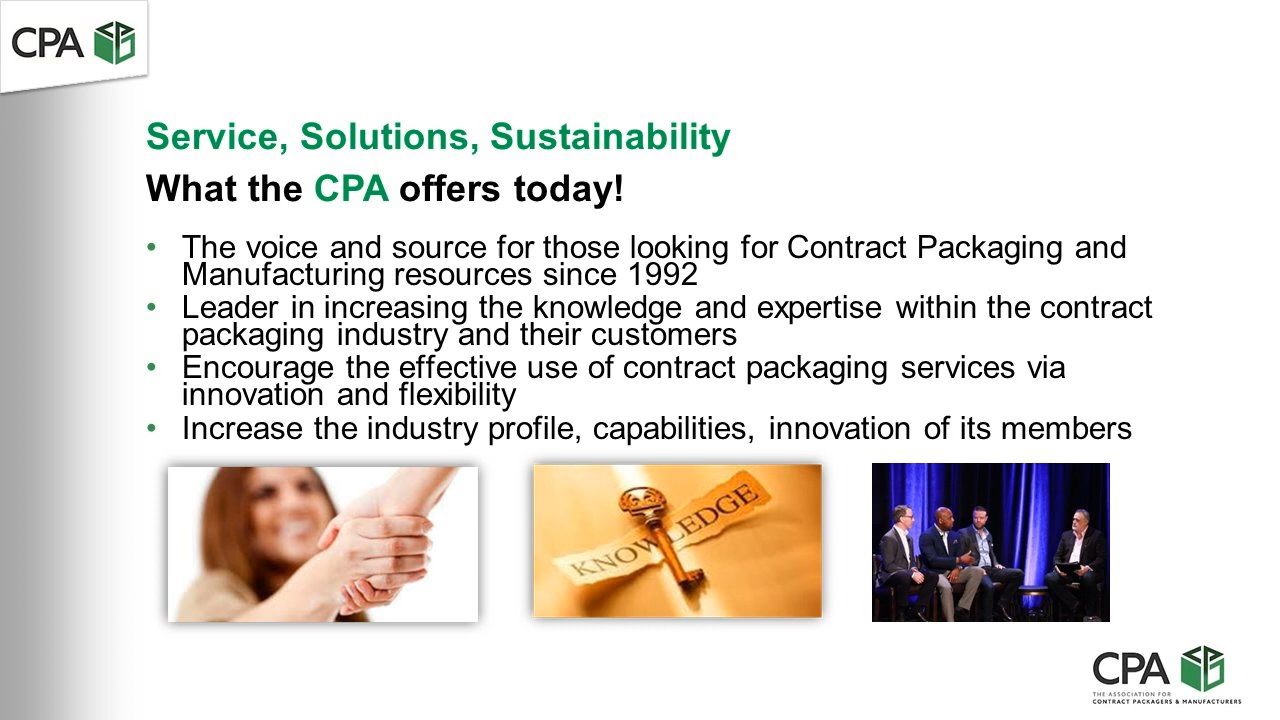 CPA
Service, Solutions, Sustainability
What the CPA offers today!
• The voice and source for those looking for Contract Packaging and
Manufacturing resources since 1992
• Leader in increasing the knowledge and expertise within the contract
packaging industry and their customers
• Encourage the effective use of contract packaging services via
innovation and flexibility
• Increase the industry profile, capabilities, innovation of its members
KNOWLEDGE
CPA
THE ASSOCIATION FOR
CONTRACT PACKAGERS & MANUFACTURERS